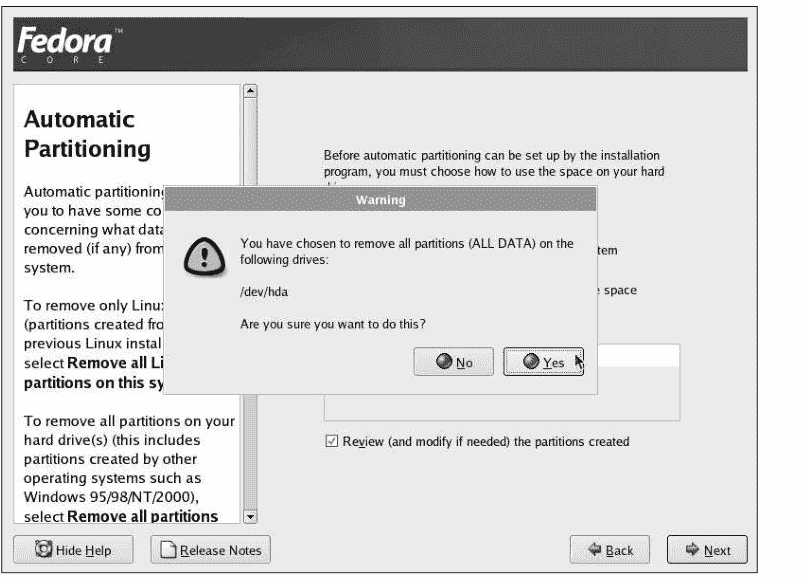 Fedora™
CORE
Automatic
Partitioning
Automatic partitioning
you to have some co
concerning what data
removed (if any) from
system.
To remove only Linu
(partitions created fro
previous Linux instal
select Remove all Li
partitions on this sy
To remove all partitions on your
hard drive(s) (this includes
partitions created by other
operating systems such as
Windows 95/98/NT/2000),
select Remove all partitions
Before automatic partitioning can be set up by the installation
program, you must choose how to use the space on your hard
tem
space
Warning
You have chosen to remove all partitions (ALL DATA) on the
following drives:
/dev/hda
Are you sure you want to do this?
No
Yes
Review (and modify if needed) the partitions created
Hide Help
Release Notes
Back
Next